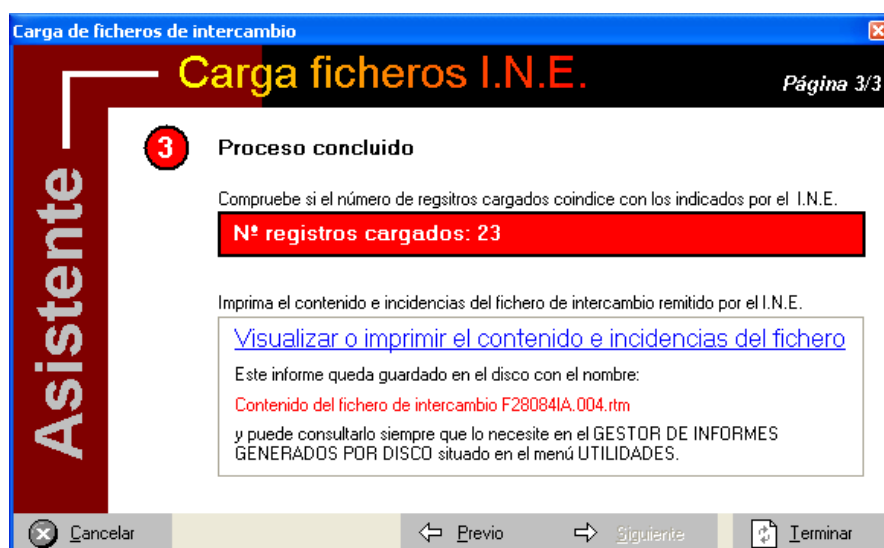 Carga de ficheros de intercambio
Carga ficheros I.N.E.
Página 3/3
Asistente
3
Proceso concluido
Compruebe si el número de regsitros cargados coindice con los indicados por el I.N.E.
Nº registros cargados: 23
Imprima el contenido e incidencias del fichero de intercambio remitido por el I.N.E.
Visualizar o imprimir el contenido e incidencias del fichero
Este informe queda guardado en el disco con el nombre:
Contenido del fichero de intercambio F28084IA.004.rtm
y puede consultarlo siempre que lo necesite en el GESTOR DE INFORMES
GENERADOS POR DISCO situado en el menú UTILIDADES.
Cancelar
Previo
Siguiente
Terminar